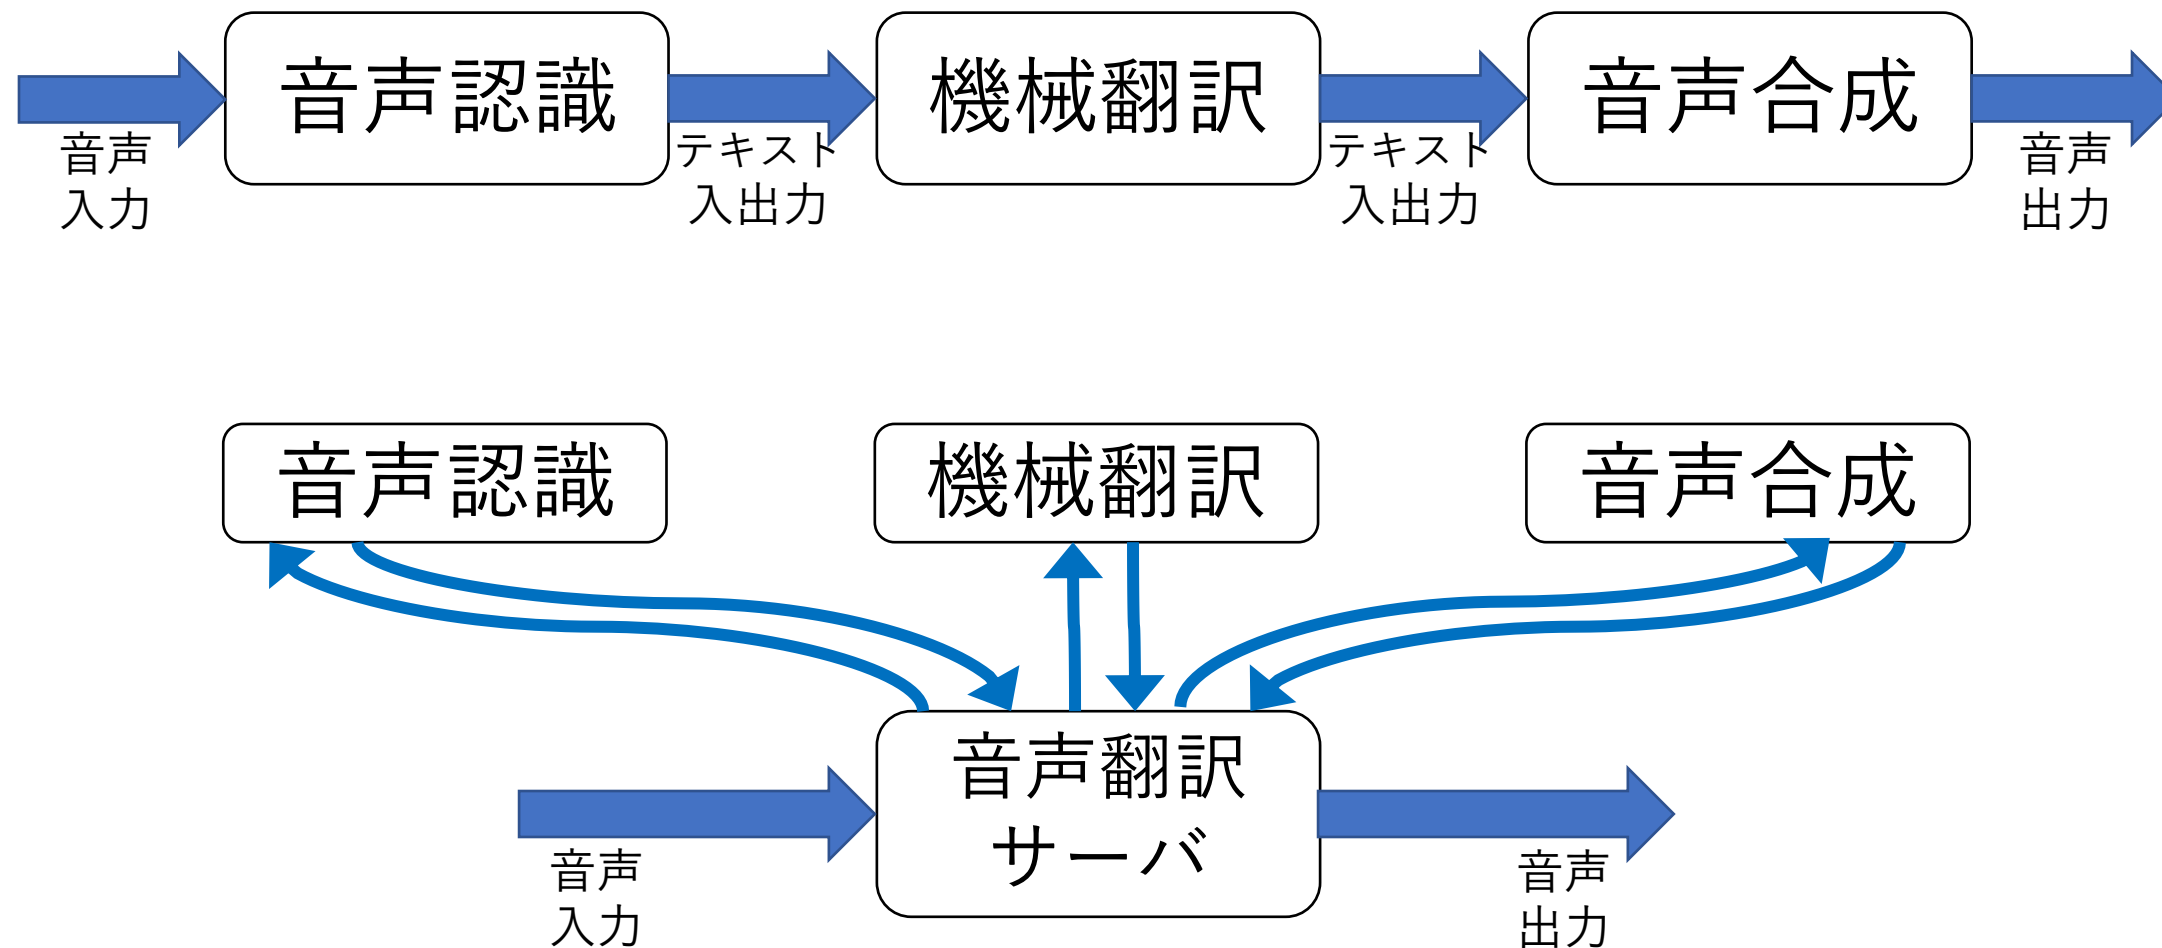 音声認識
機械翻訳
音声合成
音声
入力
テキスト
入出力
テキスト
入出力
音声
出力
音声認識
機械翻訳
音声合成
音声翻訳
サーバ
音声
入力
音声
出力